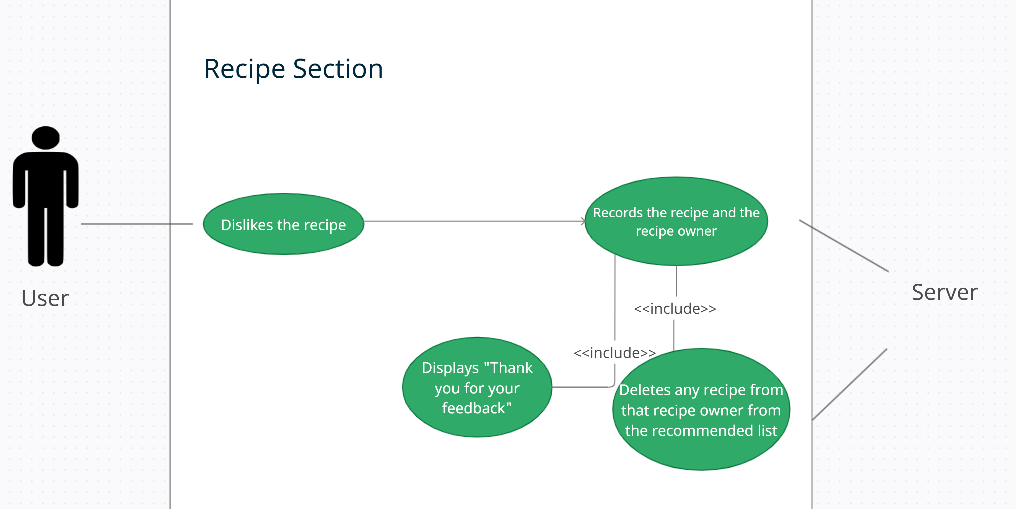 Recipe Section
Dislikes the recipe
Records the recipe and the
recipe owner
User
Server
<<include>>
<<include>>
Displays "Thank
you for your
feedback"
Deletes any recipe from
that recipe owner from
the recommended list